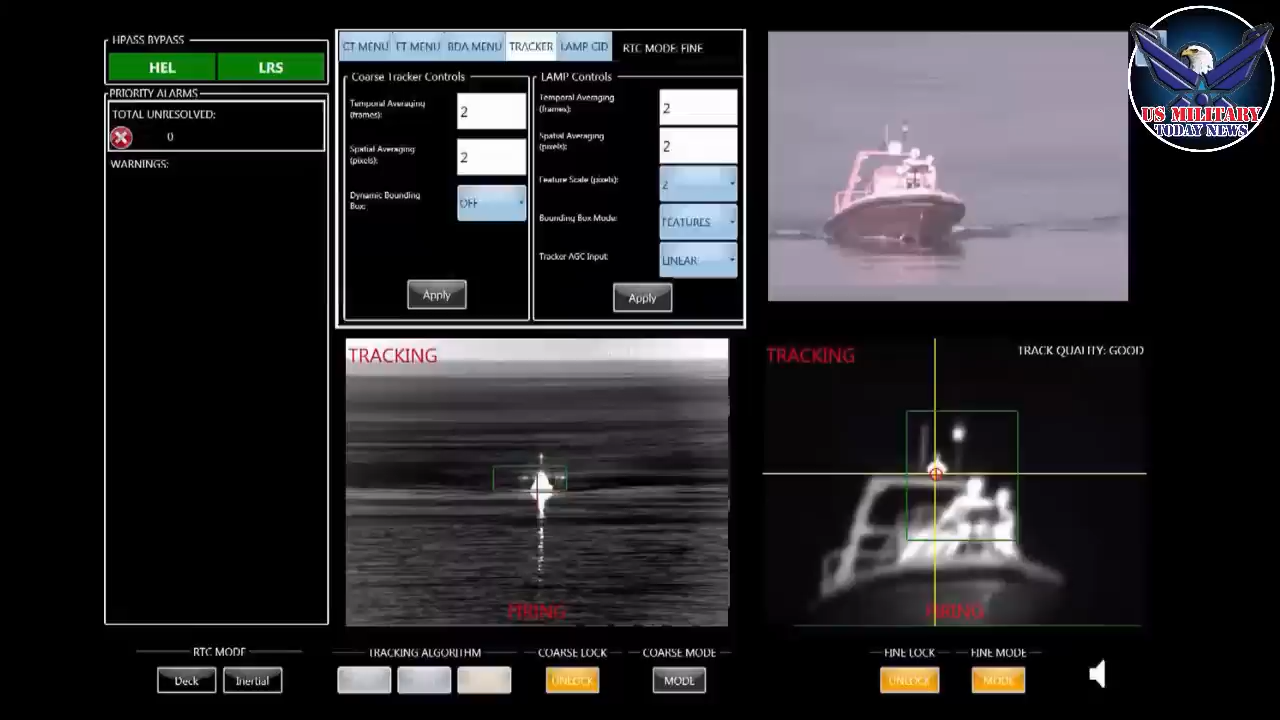 HPASS BYPASS
HEL
LRS
PRIORITY ALARMS
TOTAL UNRESOLVED:
0
WARNINGS:
CT MENU
FT MENU
BDA MENU
TRACKER
LAMP CID
RTC MODE: FINE
Coarse Tracker Controls
Temporal Averaging
(frames):
2
Spatial Averaging
(pixels):
2
Dynamic Bounding
Box:
OFF
Apply
LAMP Controls
Temporal Averaging
(frames):
2
Spatial Averaging
(pixels):
2
Feature Scale (pixels):
2
Bounding Box Mode:
FEATURES
Tracker AGC Input:
LINEAR
Apply
US MILITARY
TODAY NEWS
TRACKING
FIRING
TRACKING
TRACK QUALITY: GOOD
FIRING
RTC MODE
Deck
Inertial
TRACKING ALGORITHM
COARSE LOCK
UNLOCK
COARSE MODE
MODE
FINE LOCK
UNLOCK
FINE MODE
MODE